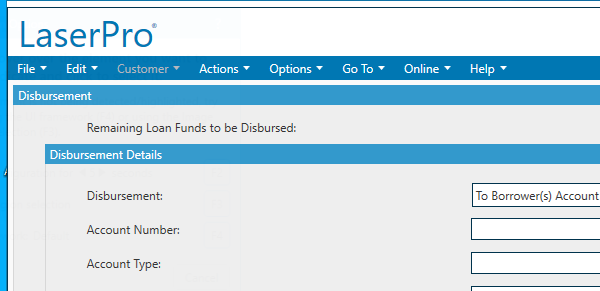 LaserPro®
File Edit Customer Actions Options Go To Online Help
Disbursement
Remaining Loan Funds to be Disbursed:
Disbursement Details
Disbursement: To Borrower(s) Account
Account Number:
Account Type: